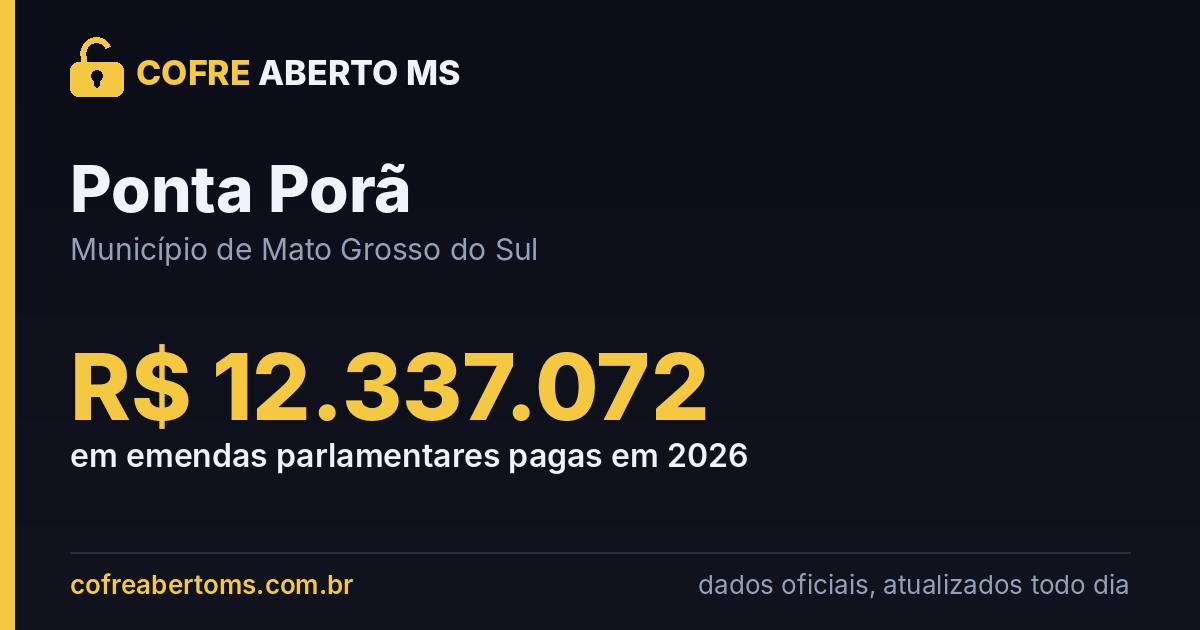 COFRE ABERTO MS
Ponta Porã
Município de Mato Grosso do Sul
R$ 12.337.072
em emendas parlamentares pagas em 2026
cofreabertoms.com.br
dados oficiais, atualizados todo dia